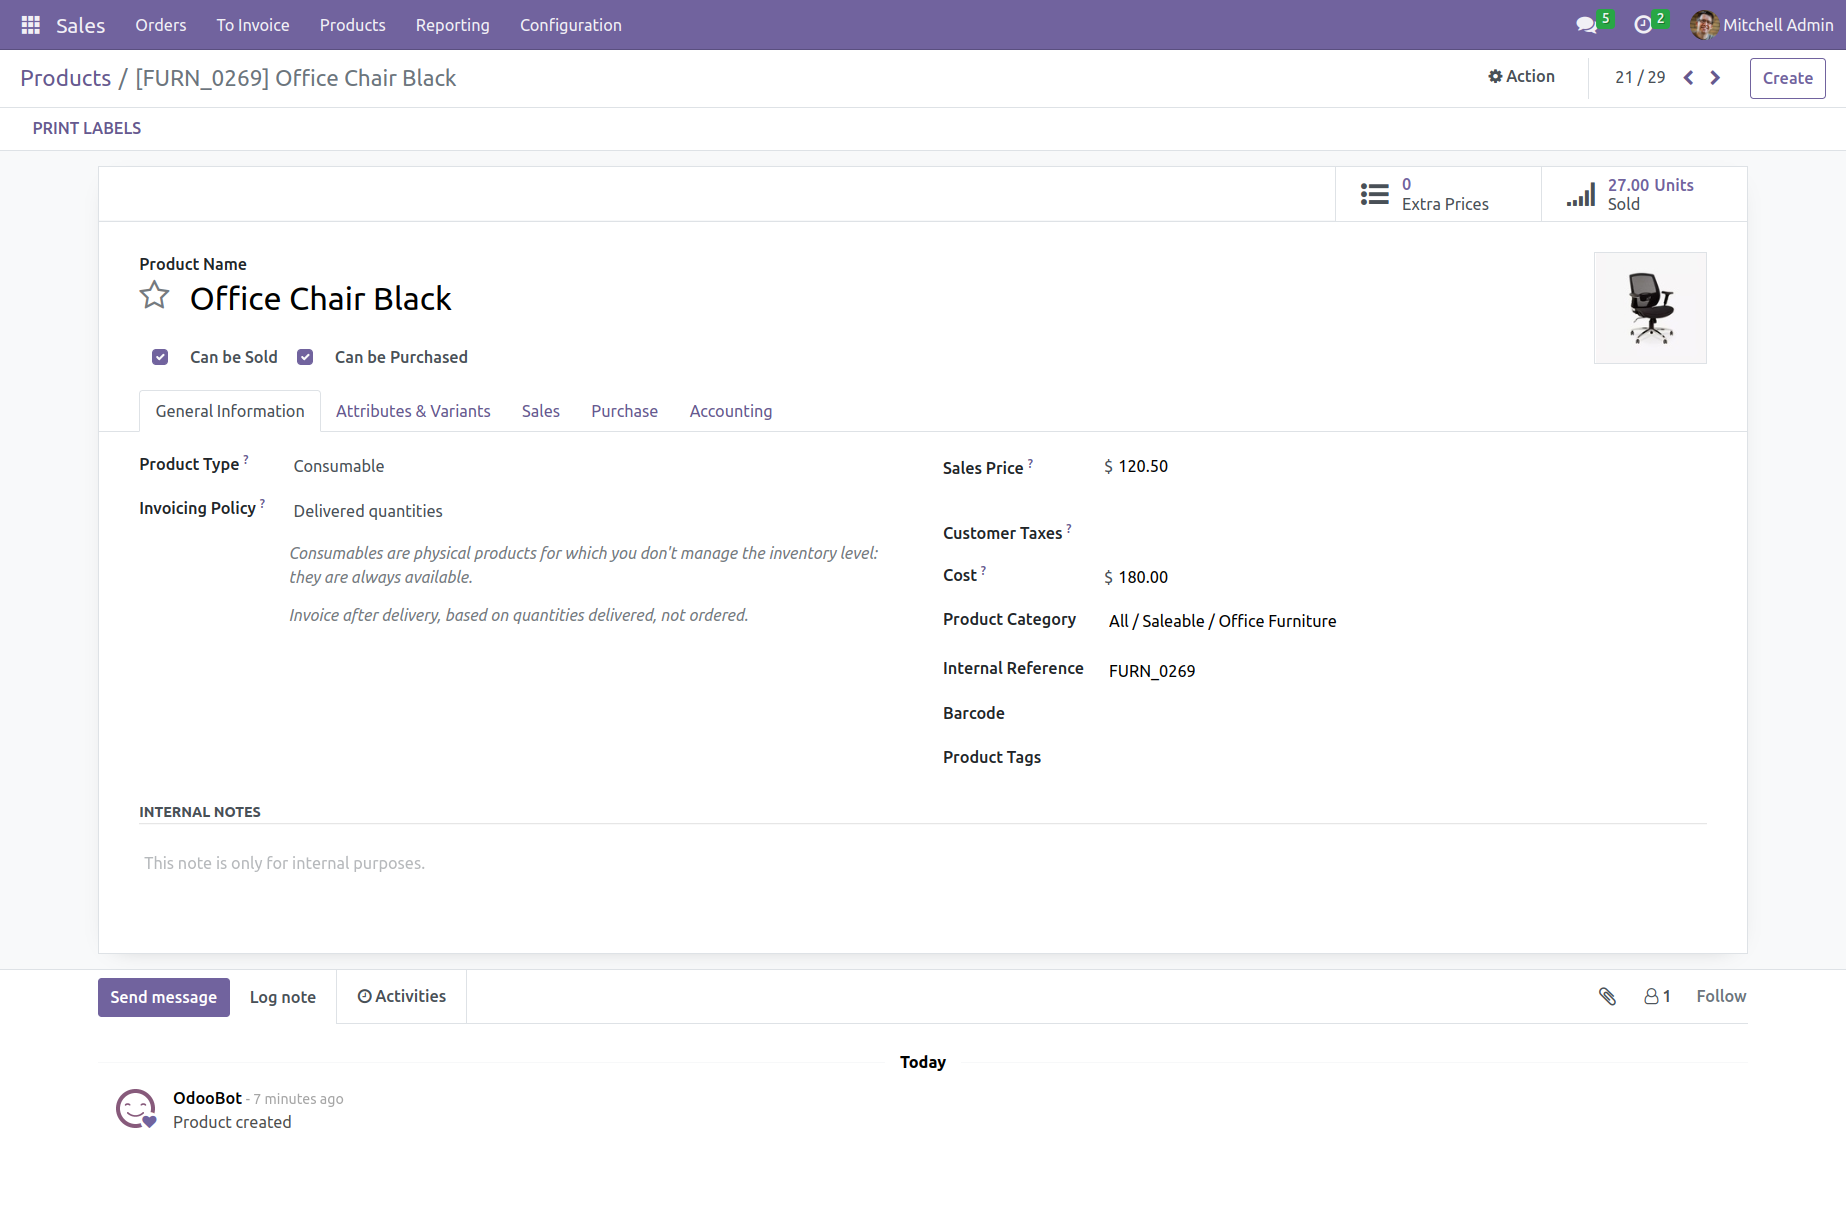 Sales Orders To Invoice Products Reporting Configuration 5 2 Mitchell Admin
Products / [FURN_0269] Office Chair Black Action 21 / 29 Create
PRINT LABELS
0
Extra Prices
27.00 Units
Sold
Product Name
Office Chair Black
Can be Sold Can be Purchased
General Information Attributes & Variants Sales Purchase Accounting
Product Type ? Consumable
Invoicing Policy ? Delivered quantities
Consumables are physical products for which you don't manage the inventory level:
they are always available.
Invoice after delivery, based on quantities delivered, not ordered.
Sales Price ? $ 120.50
Customer Taxes ?
Cost ? $ 180.00
Product Category All / Saleable / Office Furniture
Internal Reference FURN_0269
Barcode
Product Tags
INTERNAL NOTES
This note is only for internal purposes.
Send message Log note Activities 1 Follow
Today
OdooBot - 7 minutes ago
Product created